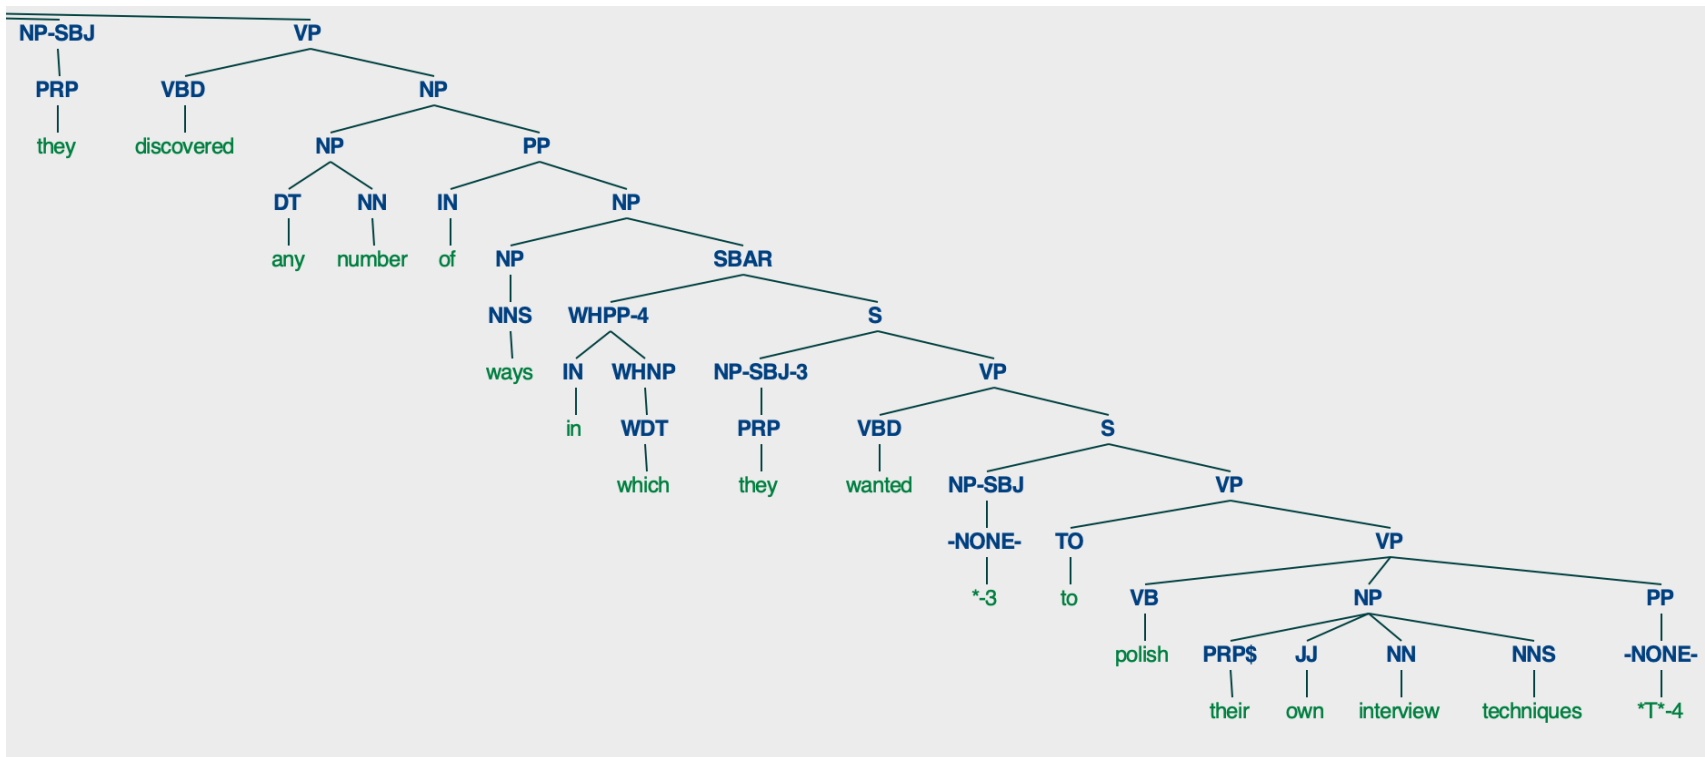 NP-SBJ VP
PRP VBD NP
they discovered NP PP
DT NN IN NP
any number of NP SBAR
NNS WHPP-4 S
ways IN WHNP NP-SBJ-3 VP
in WDT PRP VBD S
which they wanted NP-SBJ VP
-NONE- TO VP
*-3 to VB NP PP
polish PRP$ JJ NN NNS -NONE-
their own interview techniques *T*-4